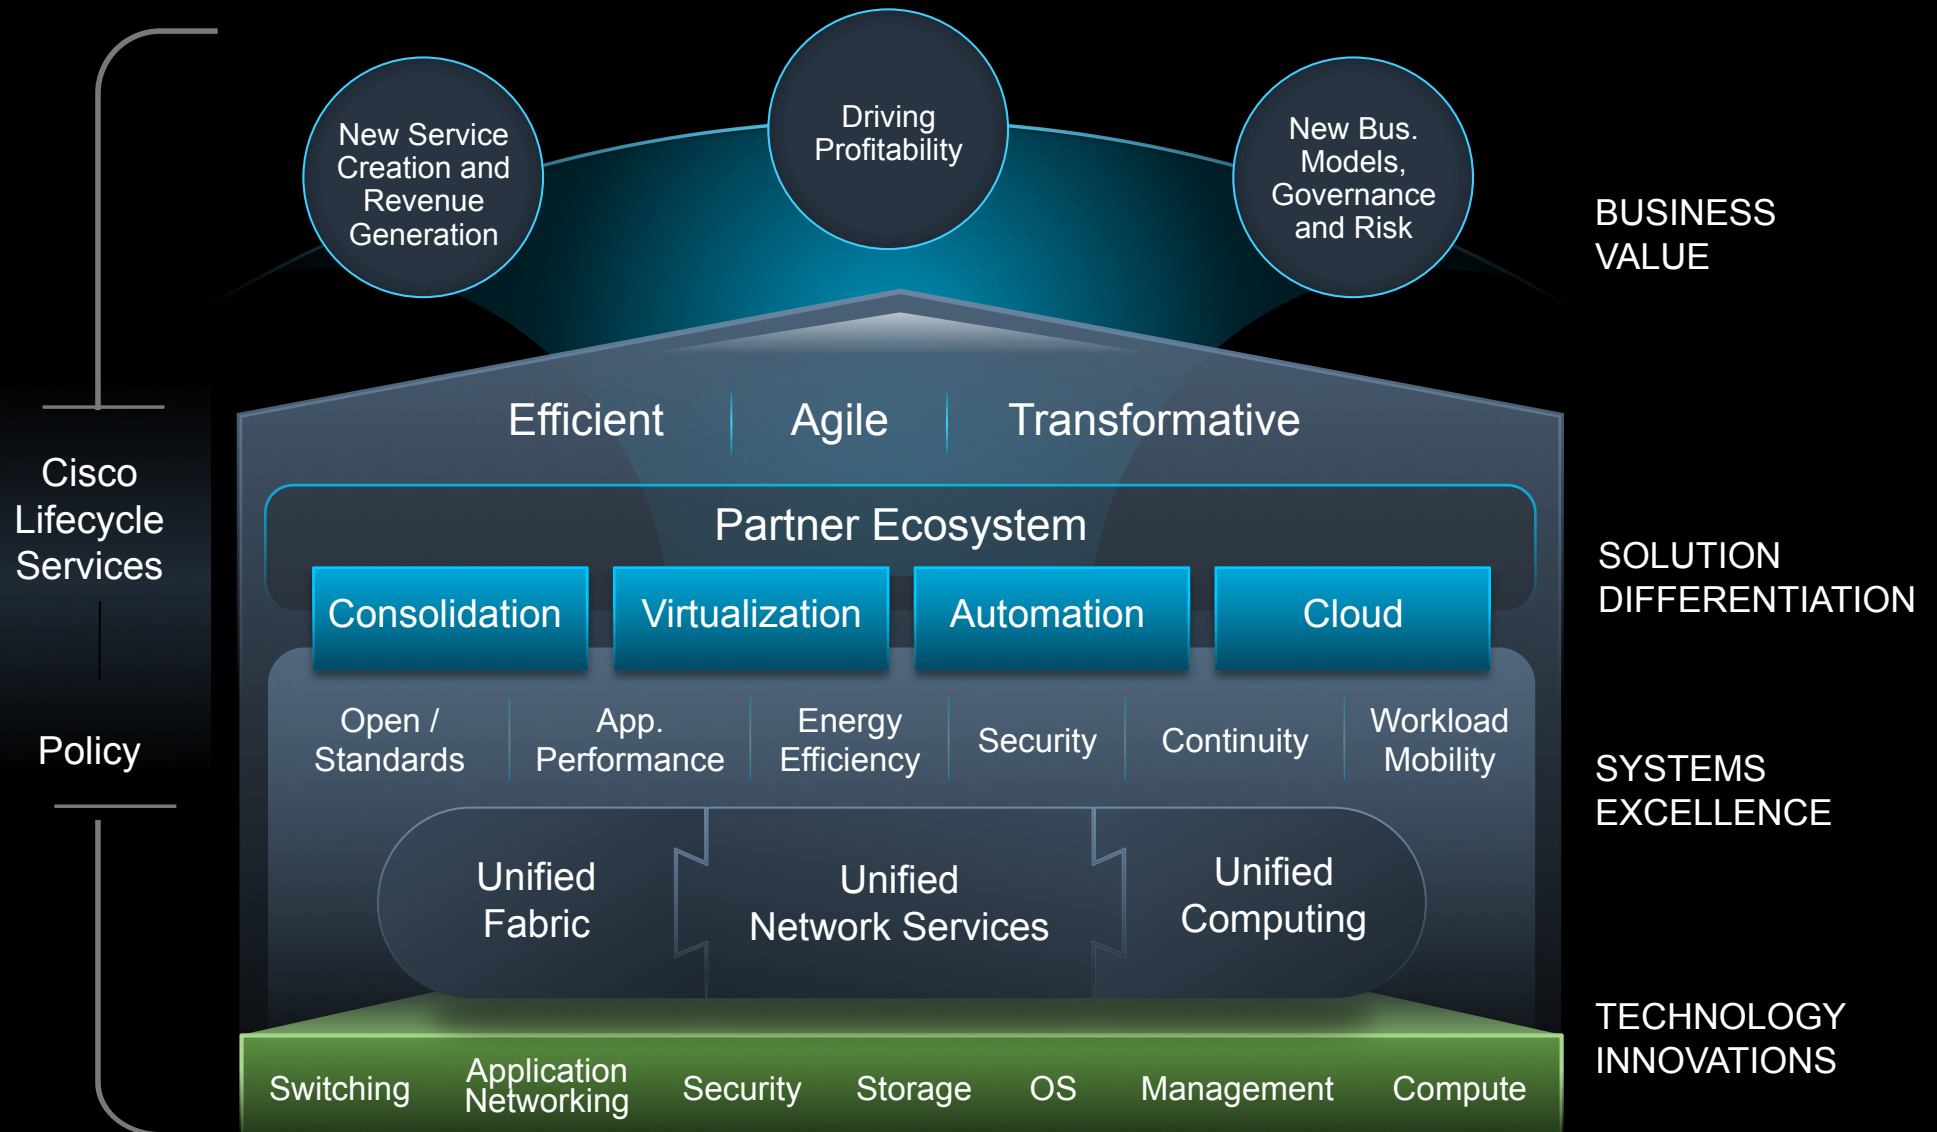 New Service
Creation and
Revenue
Generation
Driving
Profitability
New Bus.
Models,
Governance
and Risk
BUSINESS
VALUE
Efficient
Agile
Transformative
Cisco
Lifecycle
Services
Policy
Partner Ecosystem
Consolidation
Virtualization
Automation
Cloud
SOLUTION
DIFFERENTIATION
Open /
Standards
App.
Performance
Energy
Efficiency
Security
Continuity
Workload
Mobility
SYSTEMS
EXCELLENCE
Unified
Fabric
Unified
Network Services
Unified
Computing
TECHNOLOGY
INNOVATIONS
Switching
Application
Networking
Security
Storage
OS
Management
Compute